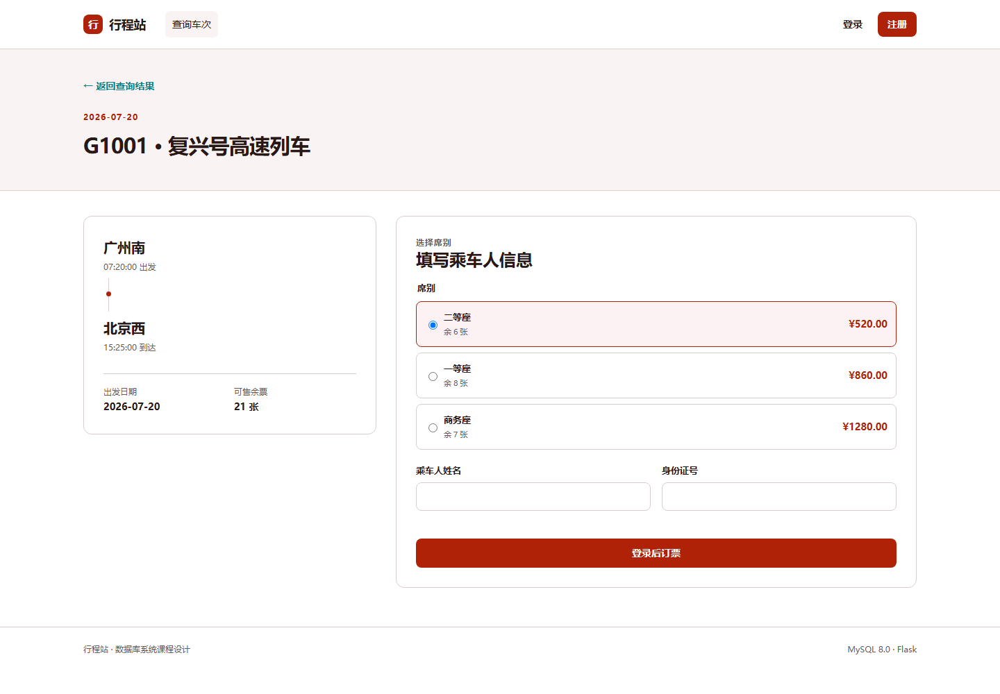 行 行程站 查询车次 登录 注册
← 返回查询结果
2026-07-20
G1001 · 复兴号高速列车
广州南
07:20:00 出发
北京西
15:25:00 到达
出发日期 可售余票
2026-07-20 21 张
选择席别
填写乘车人信息
席别
二等座
余 6 张
¥520.00
一等座
余 8 张
¥860.00
商务座
余 7 张
¥1280.00
乘车人姓名 身份证号
登录后订票
行程站 · 数据库系统课程设计 MySQL 8.0 · Flask